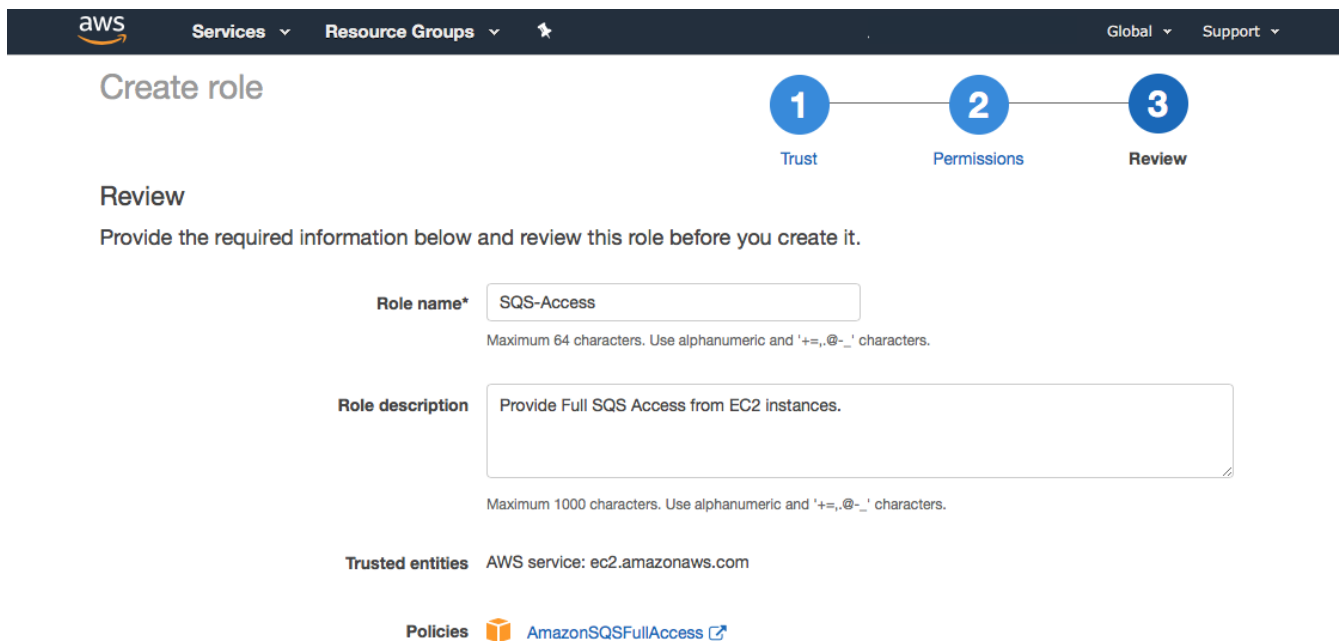 aws Services Resource Groups Global Support
Create role
1 2 3
Trust Permissions Review
Review
Provide the required information below and review this role before you create it.
Role name* SQS-Access
Maximum 64 characters. Use alphanumeric and '+=,.@-_' characters.
Role description Provide Full SQS Access from EC2 instances.
Maximum 1000 characters. Use alphanumeric and '+=,.@-_' characters.
Trusted entities AWS service: ec2.amazonaws.com
Policies AmazonSQSFullAccess